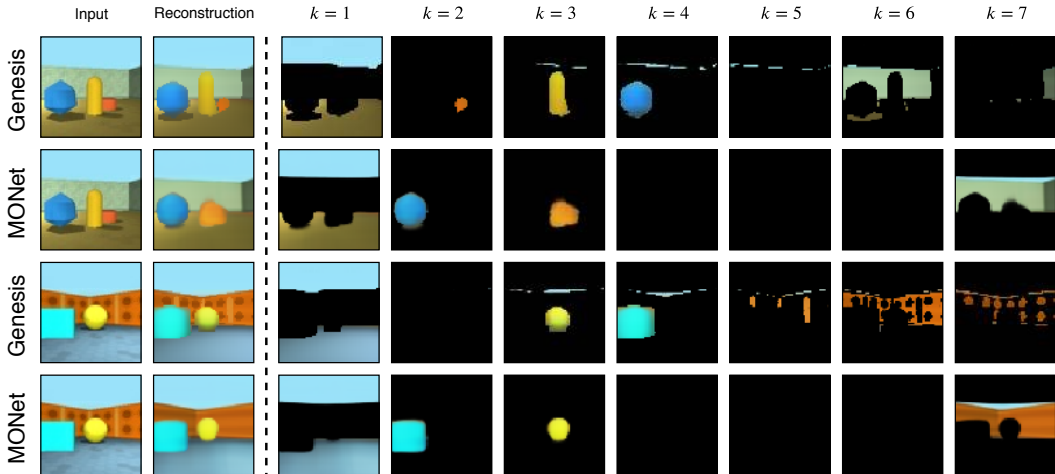 Input Reconstruction k = 1 k = 2 k = 3 k = 4 k = 5 k = 6 k = 7
Genesis
MONet
Genesis
MONet